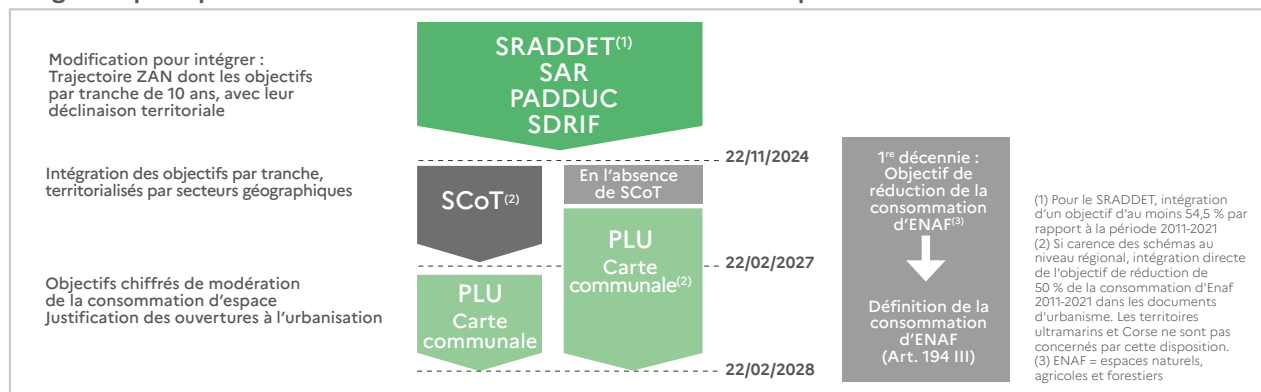 Modification pour intégrer :
Trajectoire ZAN dont les objectifs
par tranche de 10 ans, avec leur
déclinaison territoriale
SRADDET(1)
SAR
PADDUC
SDRIF
22/11/2024
Intégration des objectifs par tranche,
territorialisés par secteurs géographiques
SCoT(2)
En l'absence
de SCoT
PLU
Carte
communale(2)
22/02/2027
Objectifs chiffrés de modération
de la consommation d'espace
Justification des ouvertures à l'urbanisation
PLU
Carte
communale
22/02/2028
1re décennie :
Objectif de
réduction de la
consommation
d'ENAF(3)
Définition de la
consommation
d'ENAF
(Art. 194 III)
(1) Pour le SRADDET, intégration
d'un objectif d'au moins 54,5 % par
rapport à la période 2011-2021
(2) Si carence des schémas au
niveau régional, intégration directe
de l'objectif de réduction de
50 % de la consommation d'Enaf
2011-2021 dans les documents
d'urbanisme. Les territoires
ultramarins et Corse ne sont pas
concernés par cette disposition.
(3) ENAF = espaces naturels,
agricoles et forestiers